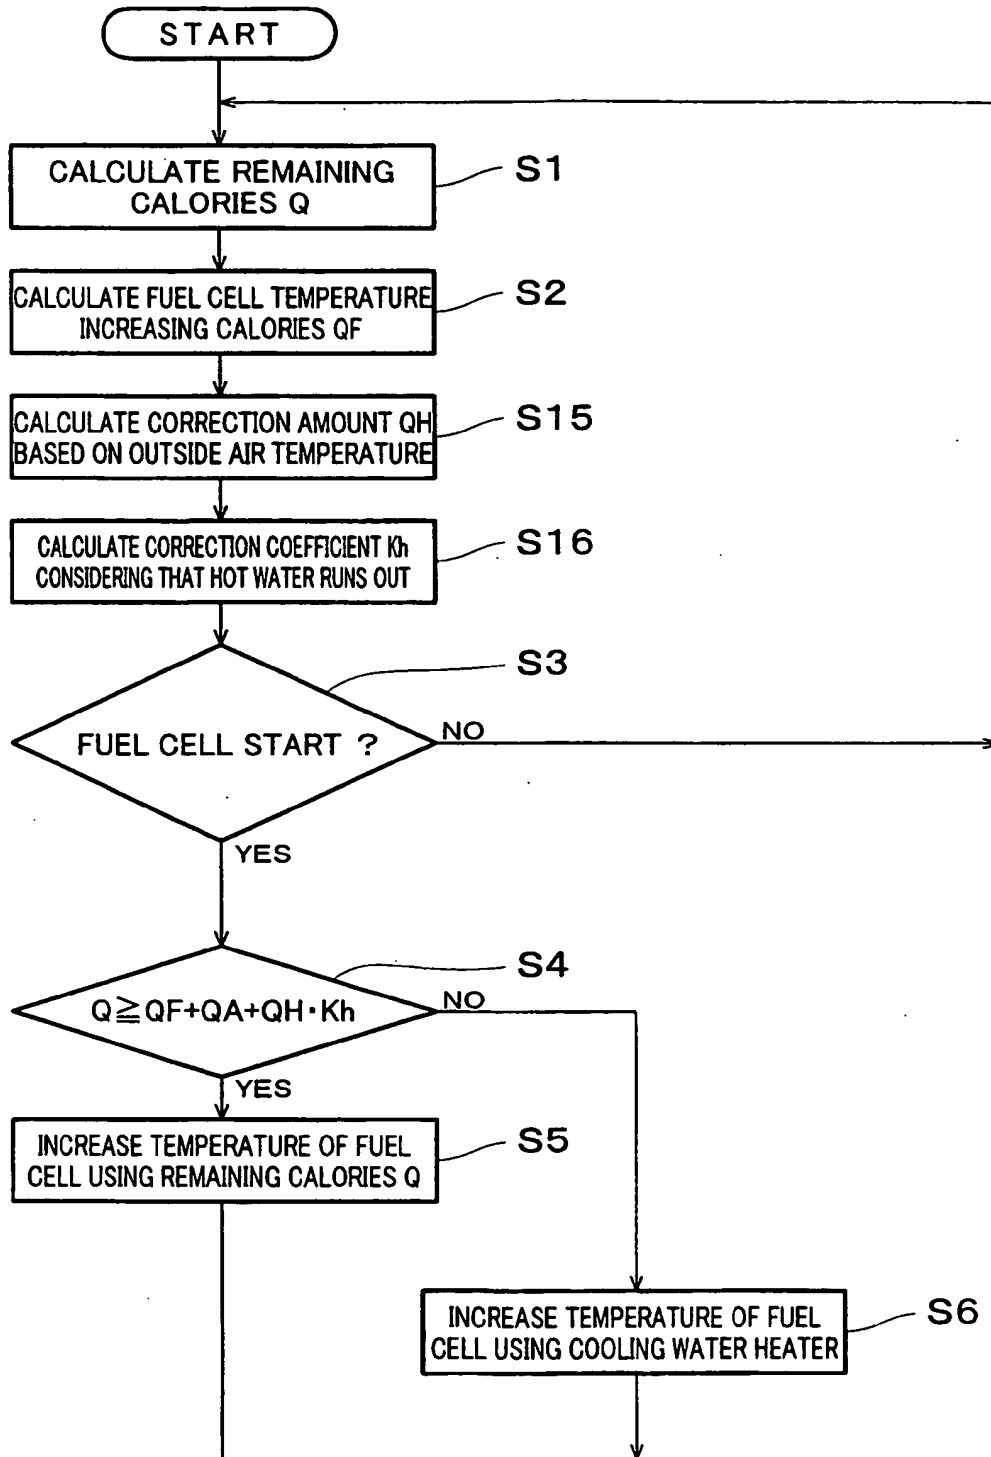 START
CALCULATE REMAINING
CALORIES Q
S1
CALCULATE FUEL CELL TEMPERATURE
INCREASING CALORIES QF
S2
CALCULATE CORRECTION AMOUNT QH
BASED ON OUTSIDE AIR TEMPERATURE
S15
CALCULATE CORRECTION COEFFICIENT Kh
CONSIDERING THAT HOT WATER RUNS OUT
S16
S3
FUEL CELL START ?
NO
YES
S4
Q≧QF+QA+QH・Kh
NO
YES
INCREASE TEMPERATURE OF FUEL
CELL USING REMAINING CALORIES Q
S5
INCREASE TEMPERATURE OF FUEL
CELL USING COOLING WATER HEATER
S6